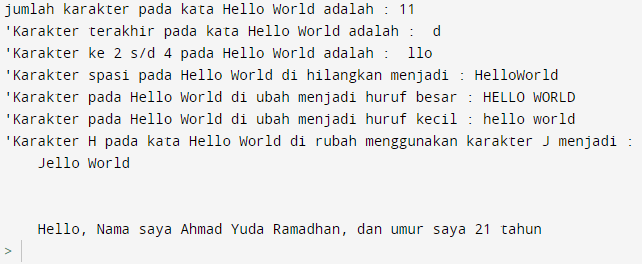 jumlah karakter pada kata Hello World adalah : 11
'Karakter terakhir pada kata Hello World adalah :  d
'Karakter ke 2 s/d 4 pada Hello World adalah :  llo
'Karakter spasi pada Hello World di hilangkan menjadi : HelloWorld
'Karakter pada Hello World di ubah menjadi huruf besar : HELLO WORLD
'Karakter pada Hello World di ubah menjadi huruf kecil : hello world
'Karakter H pada kata Hello World di rubah menggunakan karakter J menjadi :
Jello World
Hello, Nama saya Ahmad Yuda Ramadhan, dan umur saya 21 tahun
>